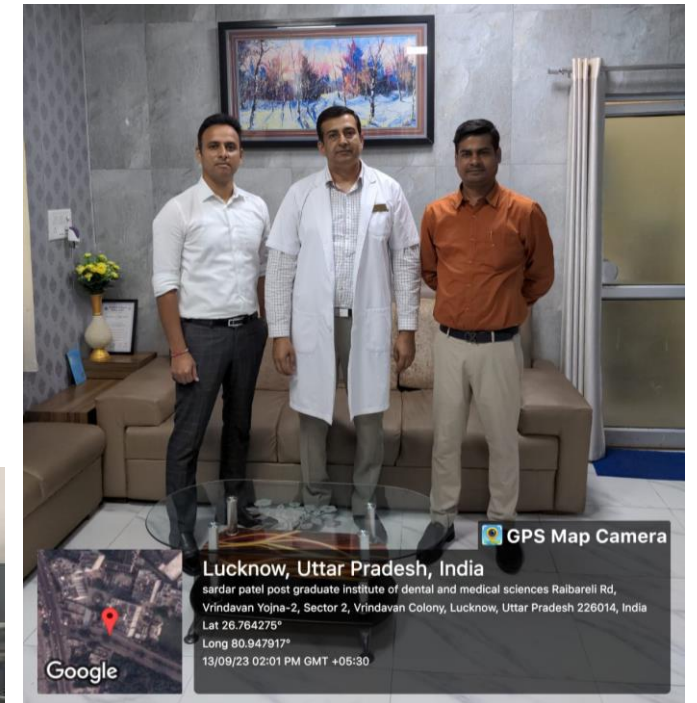 GPS Map Camera
Lucknow, Uttar Pradesh, India
sardar patel post graduate institute of dental and medical sciences Raibareli Rd,
Vrindavan Yojna-2, Sector 2, Vrindavan Colony, Lucknow, Uttar Pradesh 226014, India
Lat 26.764275°
Long 80.947917°
13/09/23 02:01 PM GMT +05:30
Google